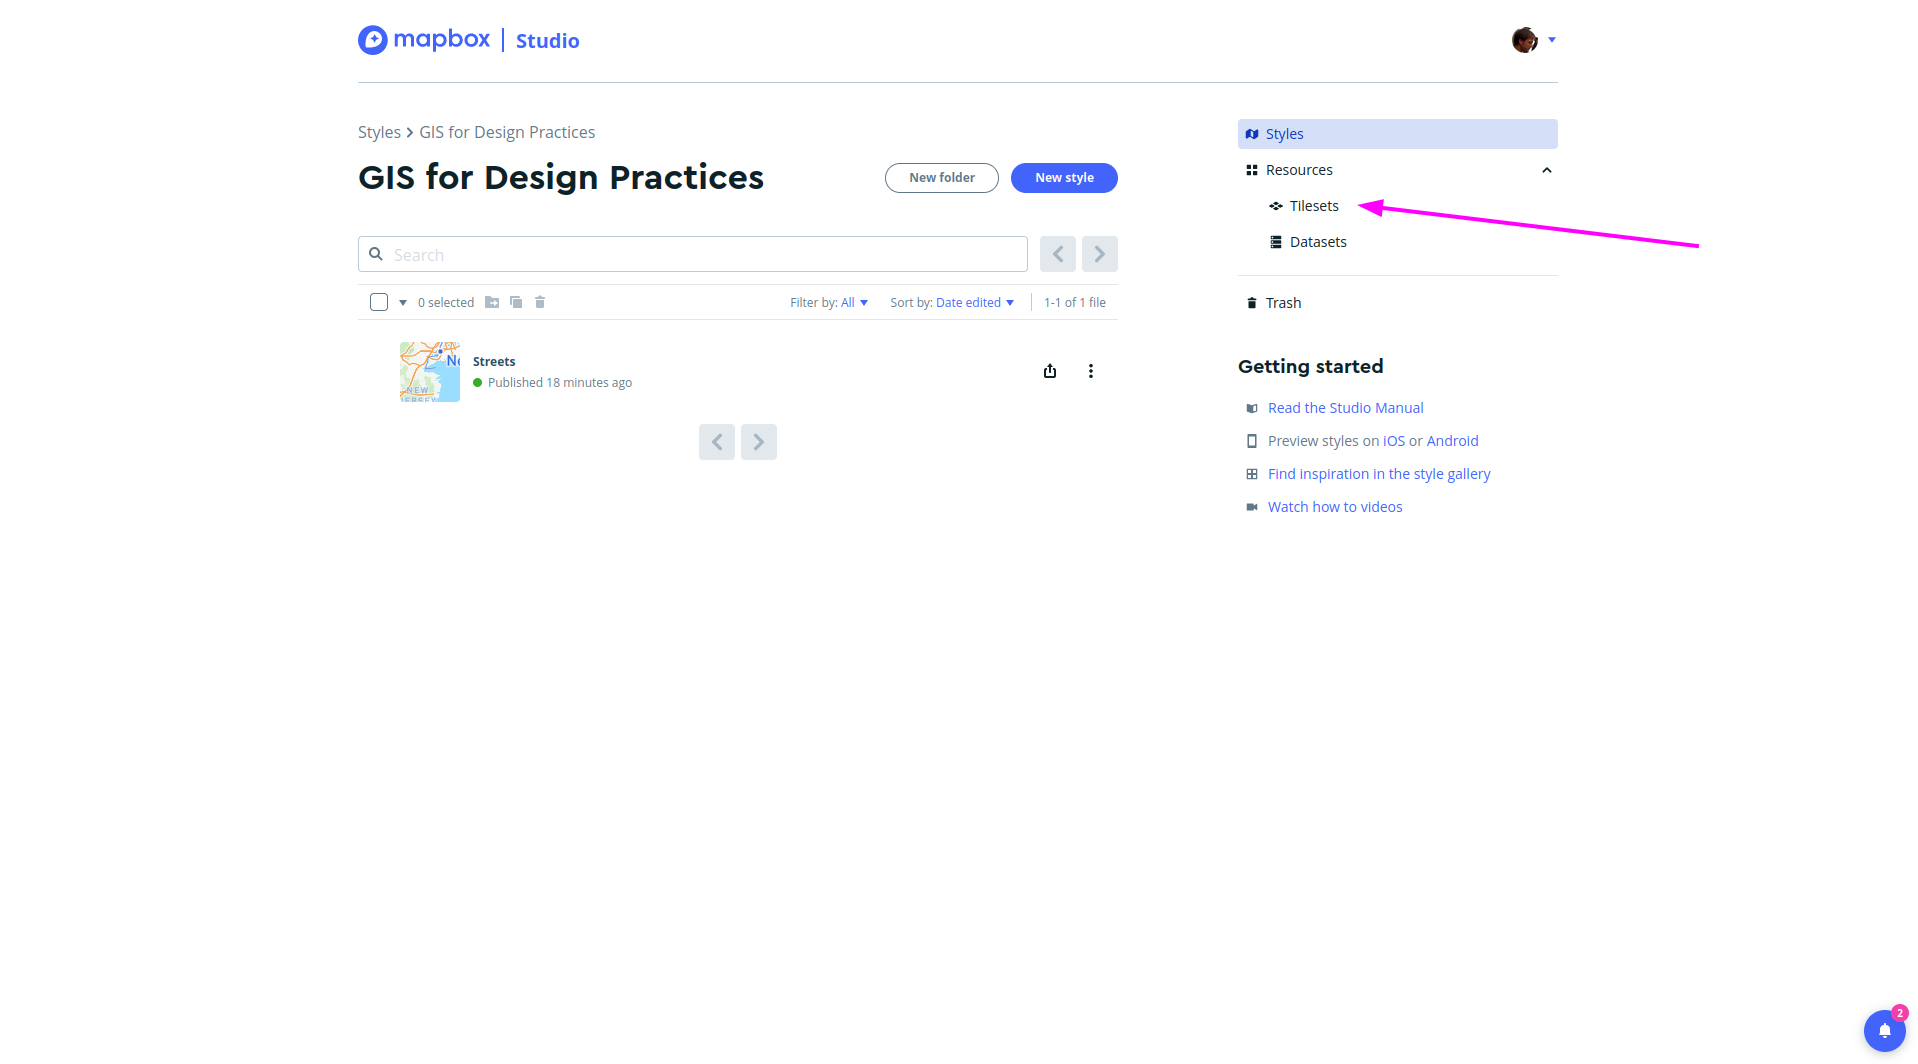 mapbox | Studio
Styles > GIS for Design Practices
GIS for Design Practices
New folder
New style
Search
0 selected
Filter by: All
Sort by: Date edited
1-1 of 1 file
Streets
Published 18 minutes ago
NEW
Styles
Resources
Tilesets
Datasets
Trash
Getting started
Read the Studio Manual
Preview styles on iOS or Android
Find inspiration in the style gallery
Watch how to videos
2